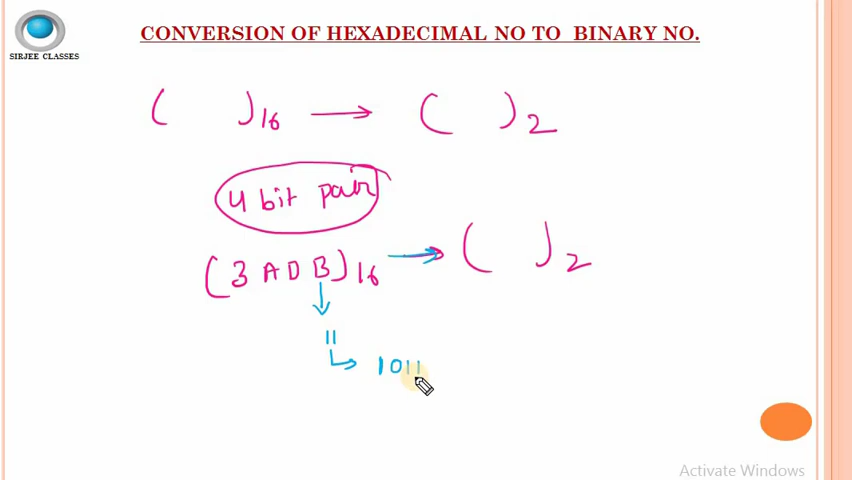 CONVERSION OF HEXADECIMAL NO TO BINARY NO.
SIRJEE CLASSES
( )16 → ( )2
4 bit pair
(3 A D B)16 → ( )2
↓
11
↳ 1011
Activate Windows